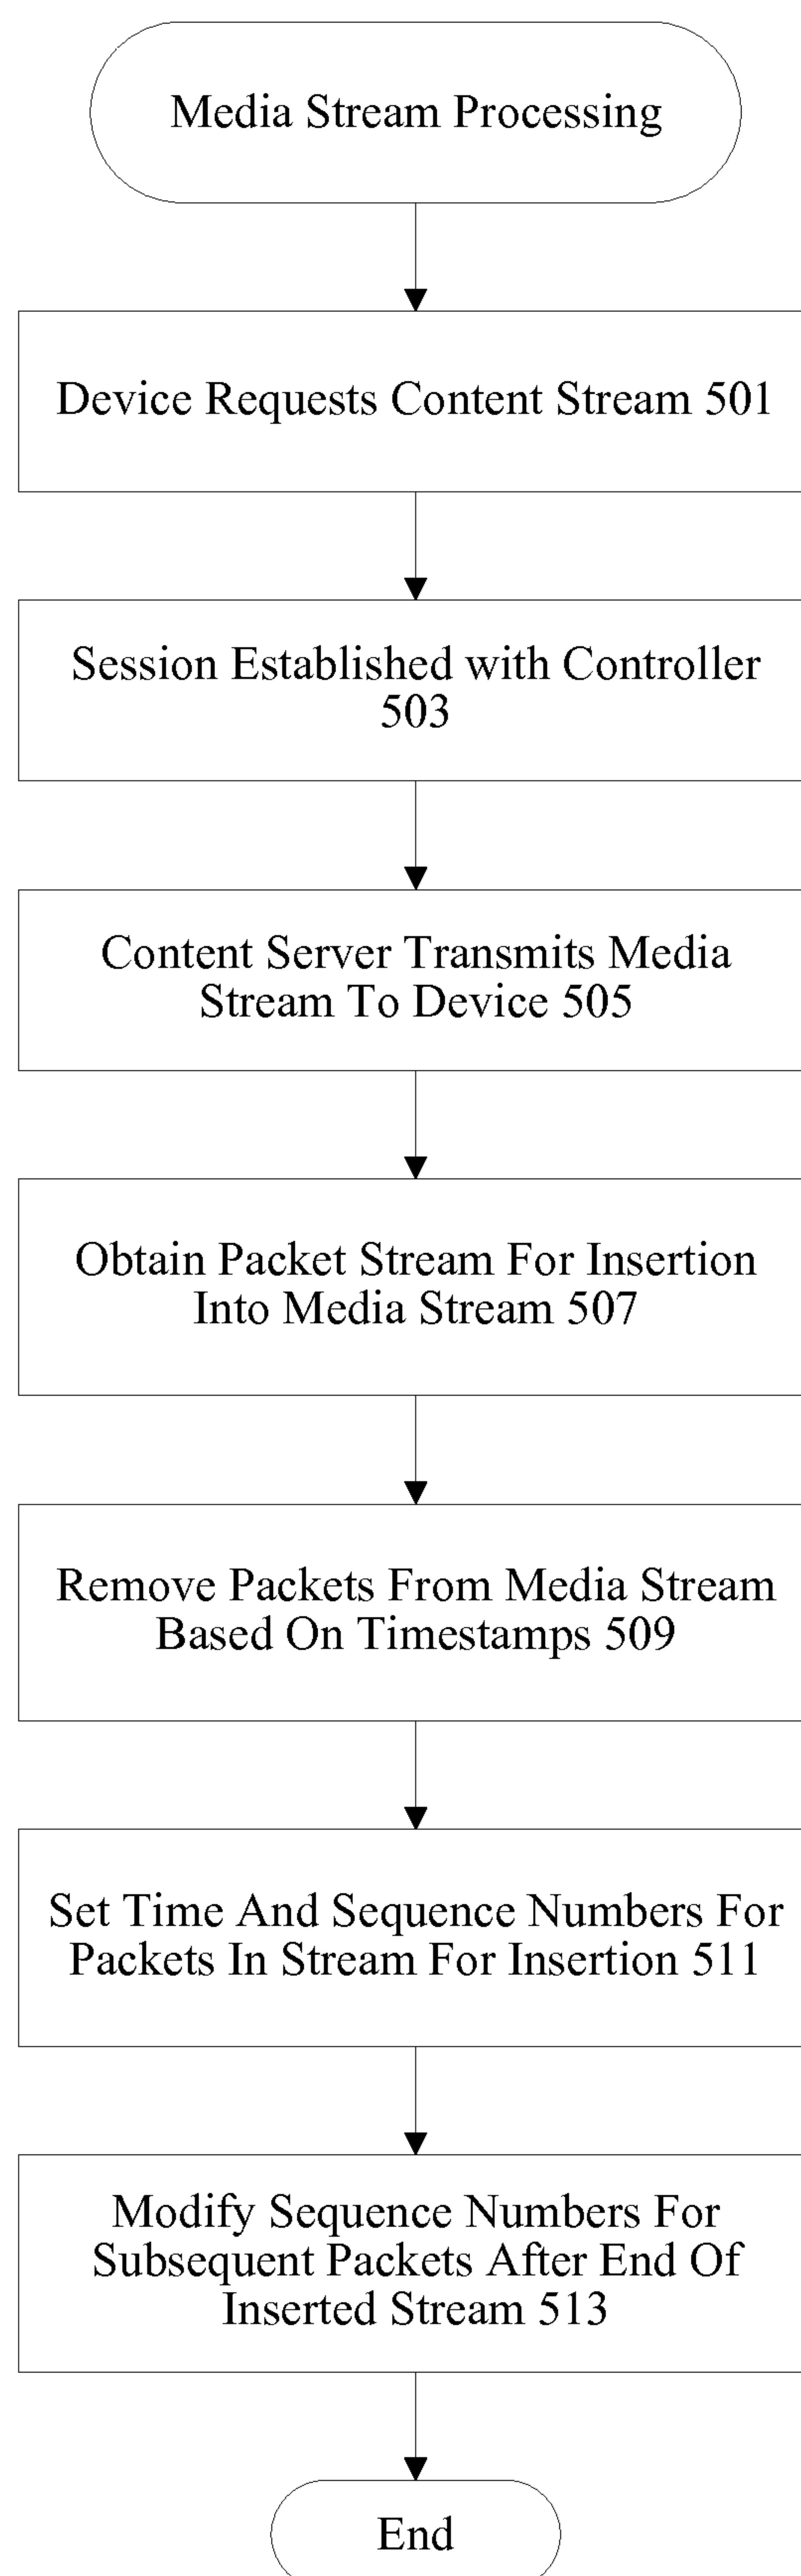 Media Stream Processing
Device Requests Content Stream 501
Session Established with Controller
503
Content Server Transmits Media
Stream To Device 505
Obtain Packet Stream For Insertion
Into Media Stream 507
Remove Packets From Media Stream
Based On Timestamps 509
Set Time And Sequence Numbers For
Packets In Stream For Insertion 511
Modify Sequence Numbers For
Subsequent Packets After End Of
Inserted Stream 513
End